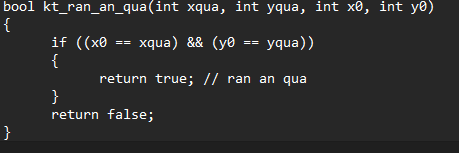 bool kt_ran_an_qua(int xqua, int yqua, int x0, int y0)
{
if ((x0 == xqua) && (y0 == yqua))
{
return true; // ran an qua
}
return false;
}